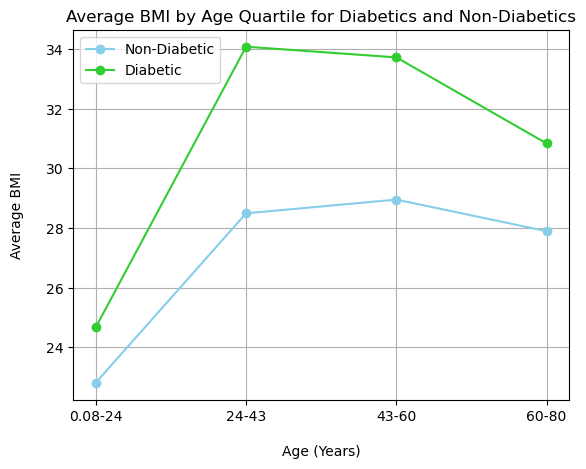 Average BMI by Age Quartile for Diabetics and Non-Diabetics
Non-Diabetic
Diabetic
34
32
30
28
26
24
Average BMI
0.08-24 24-43 43-60 60-80
Age (Years)